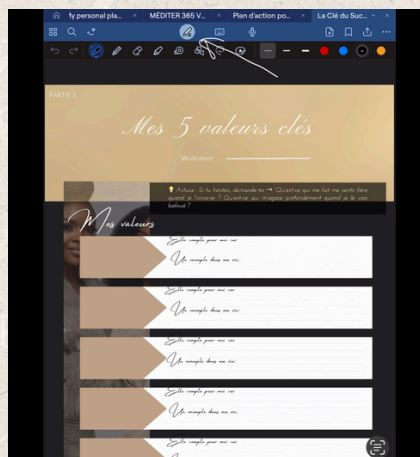 fy personal pla...
MÉDITER 365 V...
Plan d'action po...
La Clé du Suc...
PARTIE 1
Mes 5 valeurs clés
Worksheet
Astuce : Si tu hésites, demande-toi → "Qu'est-ce qui me fait me sentir fière
quand je l'incarne ? Qu'est-ce qui m'agace profondément quand je le vois
bafoué ?
Mes valeurs
Elle compte pour moi car
Un exemple dans ma vie:
Elle compte pour moi car
Un exemple dans ma vie:
Elle compte pour moi car
Un exemple dans ma vie:
Elle compte pour moi car
Un exemple dans ma vie:
Elle compte pour moi car